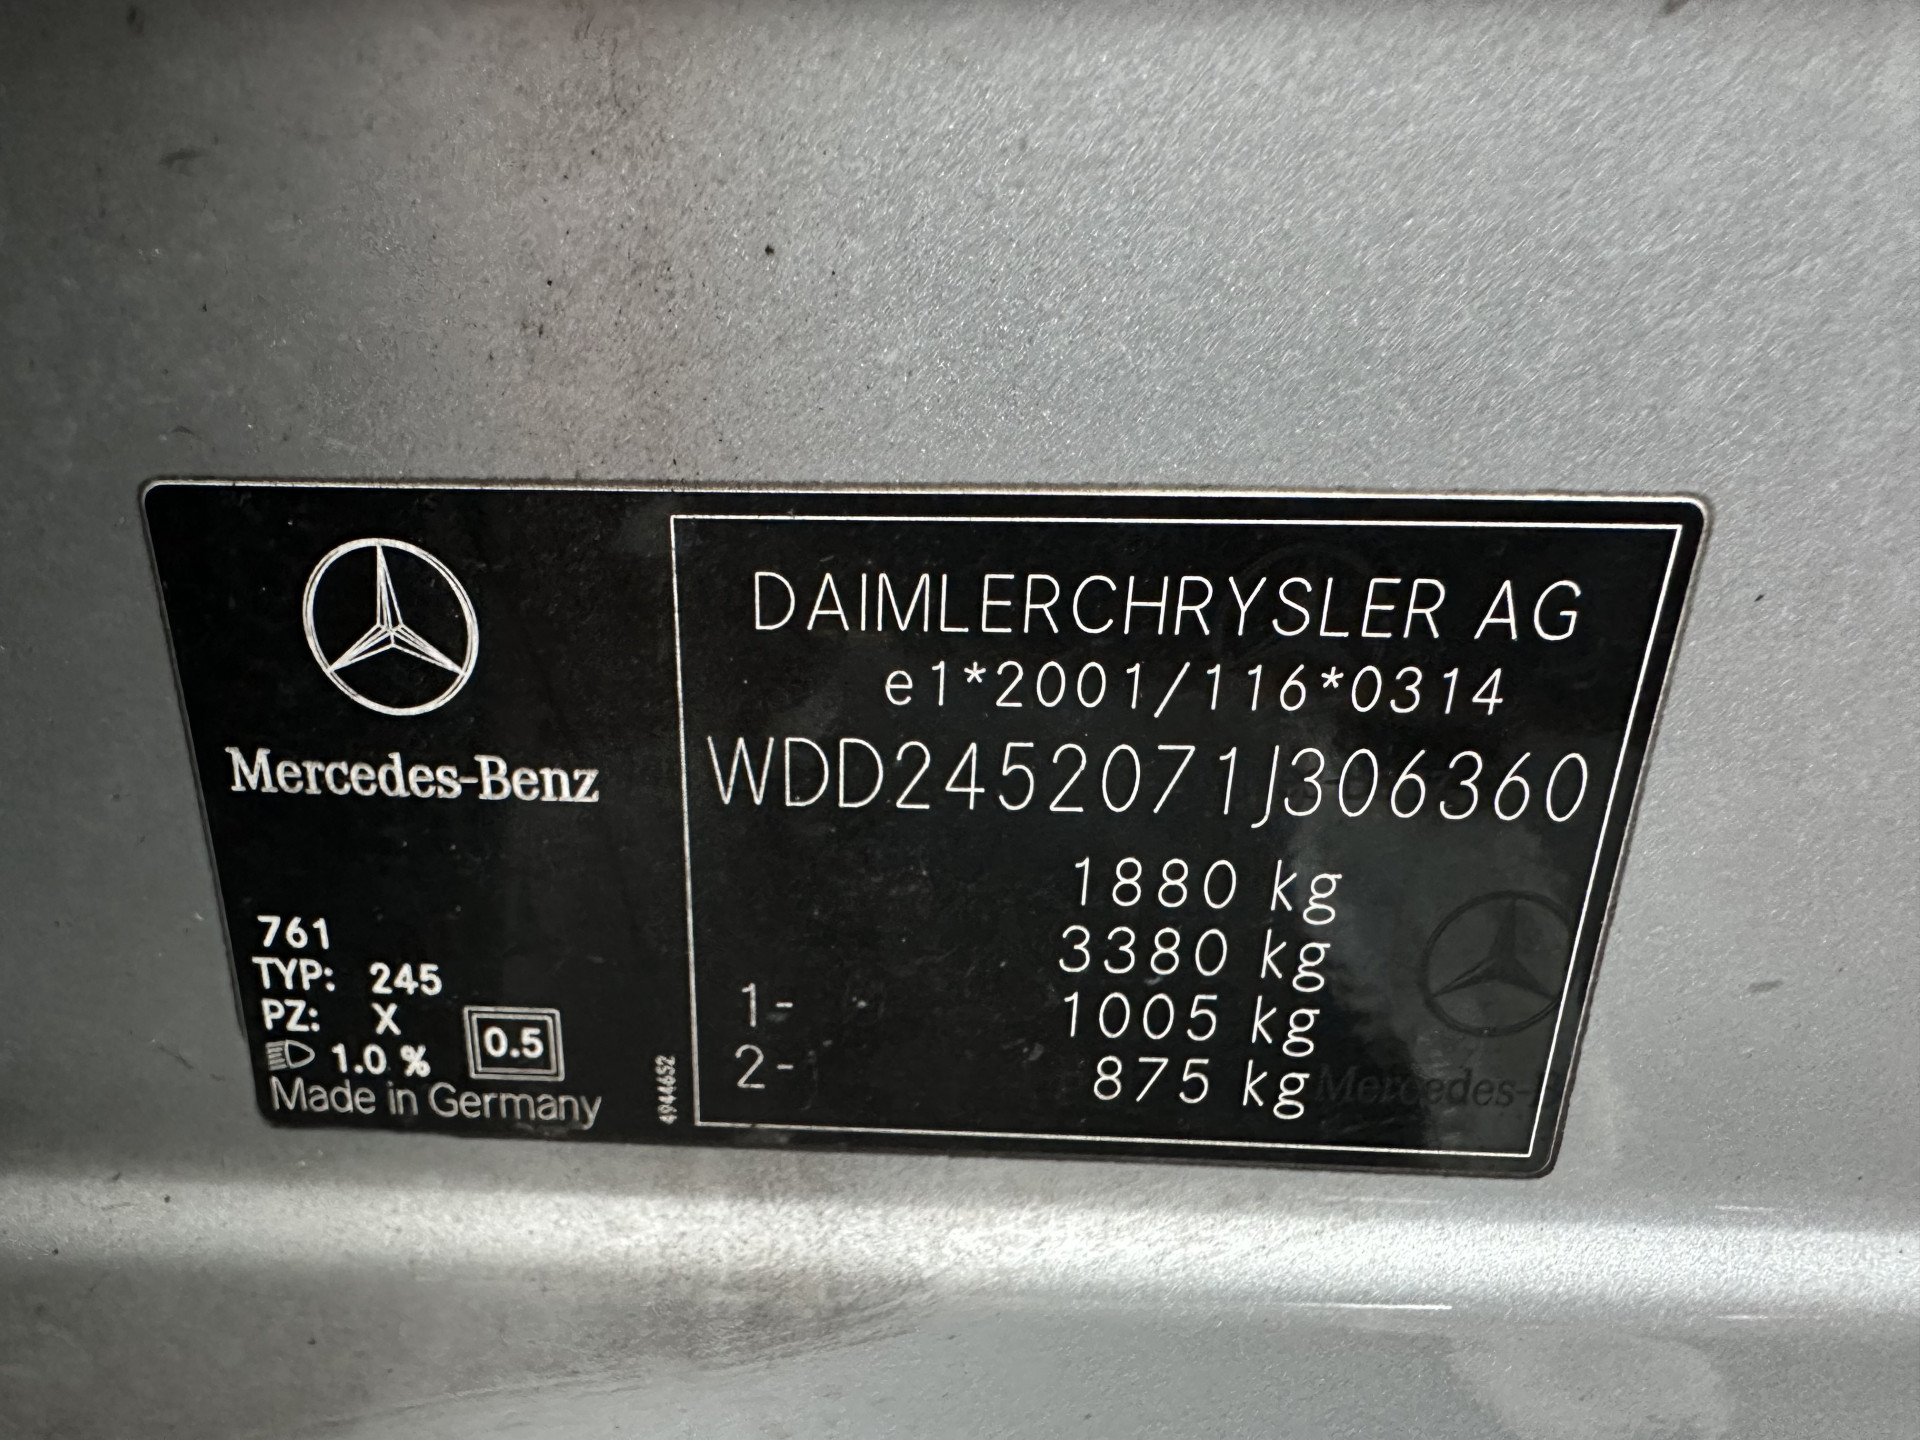 Mercedes-Benz
761
TYP: 245
PZ: X
1.0 %
0.5
Made in Germany
4944652
DAIMLERCHRYSLER AG
e1*2001/116*0314
WDD2452071J306360
1880 kg
3380 kg
1- 1005 kg
2- 875 kg